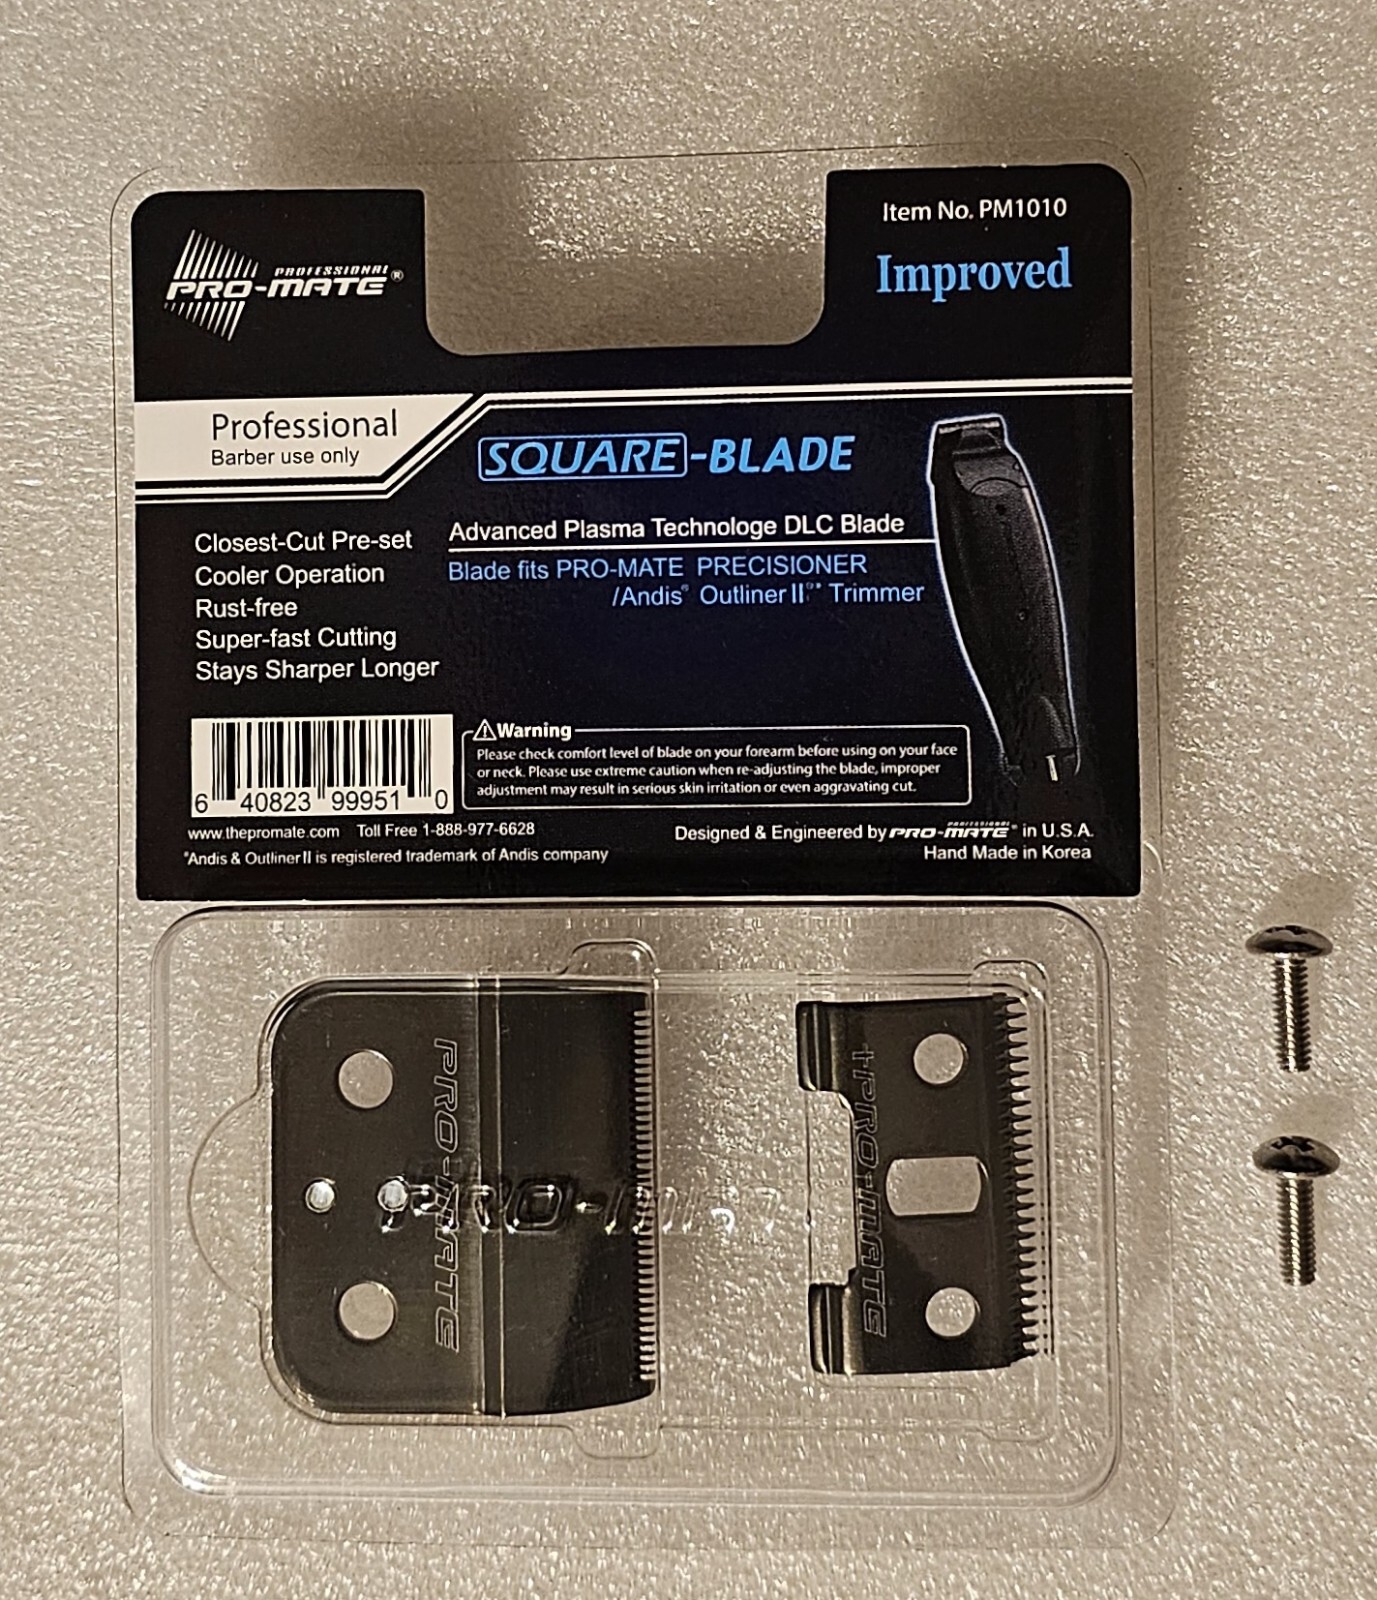 PROFESSIONAL
PRO-MATE®
Item No. PM1010
Improved
Professional
Barber use only
SQUARE-BLADE
Closest-Cut Pre-set
Cooler Operation
Rust-free
Super-fast Cutting
Stays Sharper Longer
Advanced Plasma Technologe DLC Blade
Blade fits PRO-MATE PRECISIONER
/Andis® Outliner II™ Trimmer
⚠Warning
Please check comfort level of blade on your forearm before using on your face
or neck. Please use extreme caution when re-adjusting the blade, improper
adjustment may result in serious skin irritation or even aggravating cut.
6 40823 99951 0
www.thepromate.com Toll Free 1-888-977-6628
*Andis & Outliner II is registered trademark of Andis company
Designed & Engineered by PROFESSIONAL PRO-MATE® in U.S.A.
Hand Made in Korea
PRO-MATE
PRO-MATE
PRO-MATE